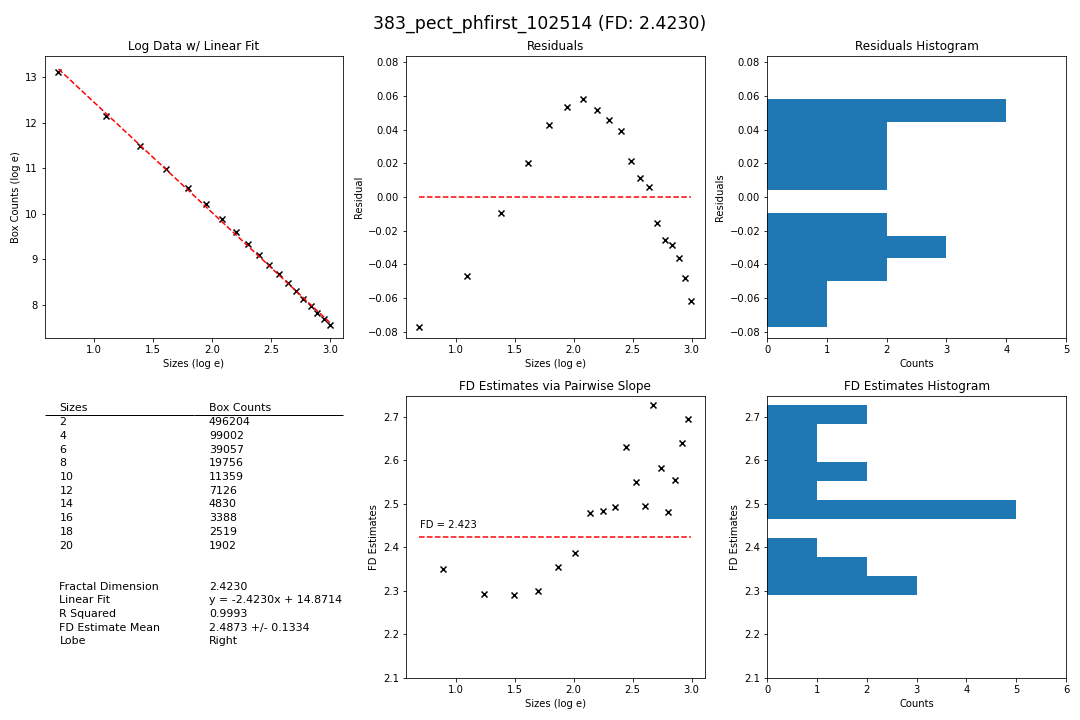 383_pect_phfirst_102514 (FD: 2.4230)
Log Data w/ Linear Fit
13
12
11
10
9
8
Box Counts (log e)
1.0 1.5 2.0 2.5 3.0
Sizes (log e)
Residuals
0.08
0.06
0.04
0.02
0.00
−0.02
−0.04
−0.06
−0.08
Residual
1.0 1.5 2.0 2.5 3.0
Sizes (log e)
Residuals Histogram
0.08
0.06
0.04
0.02
0.00
−0.02
−0.04
−0.06
−0.08
Residuals
0 1 2 3 4 5
Counts
Sizes Box Counts
2 496204
4 99002
6 39057
8 19756
10 11359
12 7126
14 4830
16 3388
18 2519
20 1902
Fractal Dimension 2.4230
Linear Fit y = -2.4230x + 14.8714
R Squared 0.9993
FD Estimate Mean 2.4873 +/- 0.1334
Lobe Right
FD Estimates via Pairwise Slope
2.7
2.6
2.5
2.4
2.3
2.2
2.1
FD Estimates
FD = 2.423
1.0 1.5 2.0 2.5 3.0
Sizes (log e)
FD Estimates Histogram
2.7
2.6
2.5
2.4
2.3
2.2
2.1
FD Estimates
0 1 2 3 4 5 6
Counts